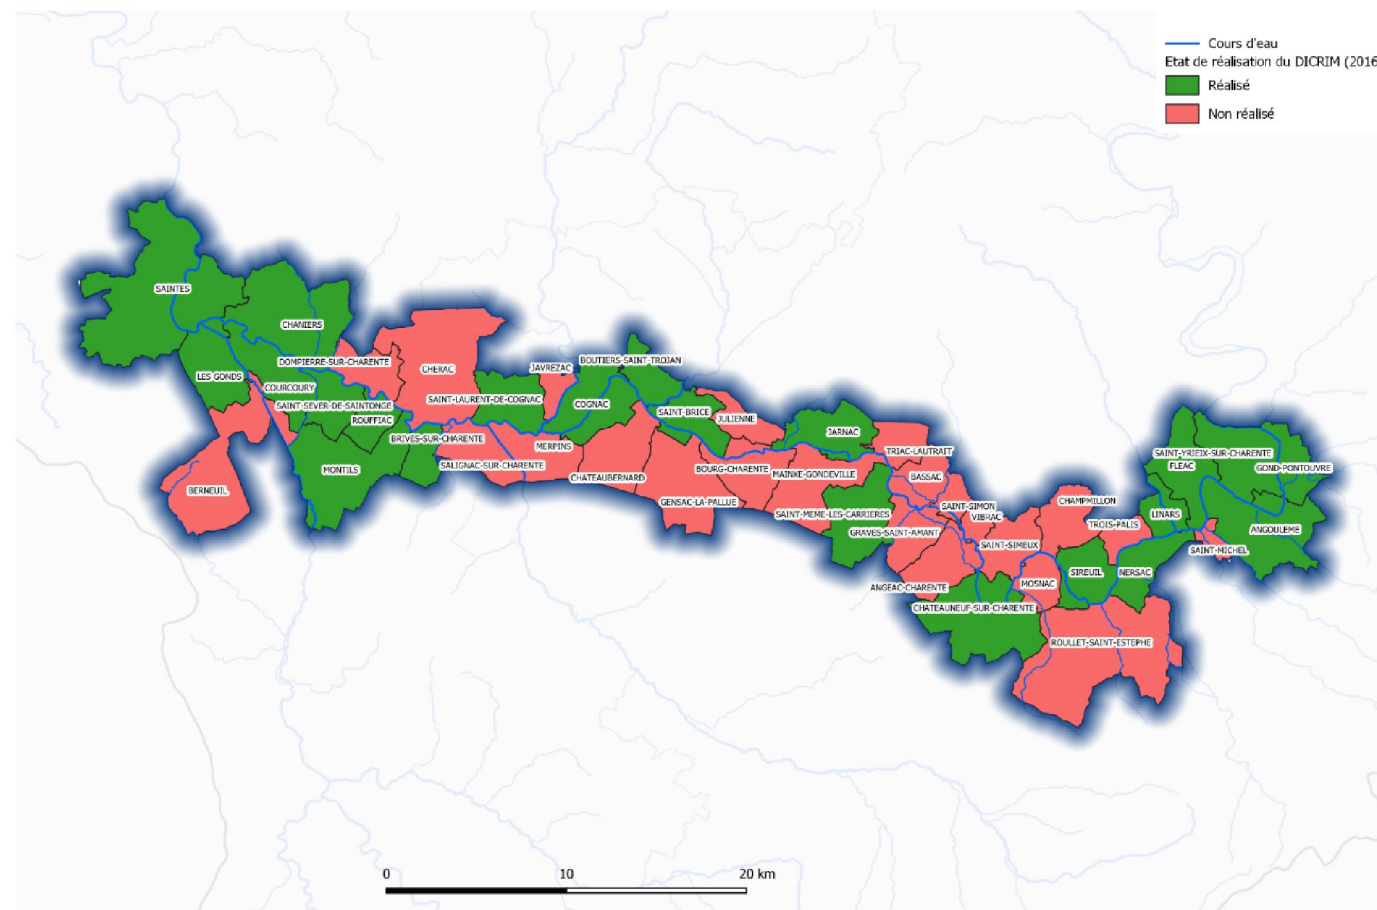 Cours d'eau
Etat de réalisation du DICRIM (2016
Réalisé
Non réalisé
SAINTES
CHANIERS
DOMPIERRE-SUR-CHARENTE
CHERAC
LES GONDS
COURCOURY
SAINT-SEVER-DE-SAINTONGE
ROUFFIAC
BRIVES-SUR-CHARENTE
MONTILS
BERNEUIL
SAINT-LAURENT-DE-COGNAC
JAVREZAC
BOUTIERS-SAINT-TROJAN
COGNAC
SAINT-BRICE
JULIENNE
MERPINS
SALIGNAC-SUR-CHARENTE
CHATEAUBERNARD
BOURG-CHARENTE
GENSAC-LA-PALLUE
JARNAC
MAINXE-GONDEVILLE
TRIAC-LAUTRAIT
BASSAC
SAINT-MEME-LES-CARRIERES
SAINT-SIMON
VIBRAC
GRAVES-SAINT-AMANT
SAINT-SIMEUX
CHAMPMILLON
TROIS-PALIS
ANGEAC-CHARENTE
CHATEAUNEUF-SUR-CHARENTE
MOSNAC
SIREUIL
NERSAC
ROULLET-SAINT-ESTEPHE
SAINT-YRIEIX-SUR-CHARENTE
FLEAC
GOND-PONTOUVRE
LINARS
ANGOULEME
SAINT-MICHEL
0 10 20 km